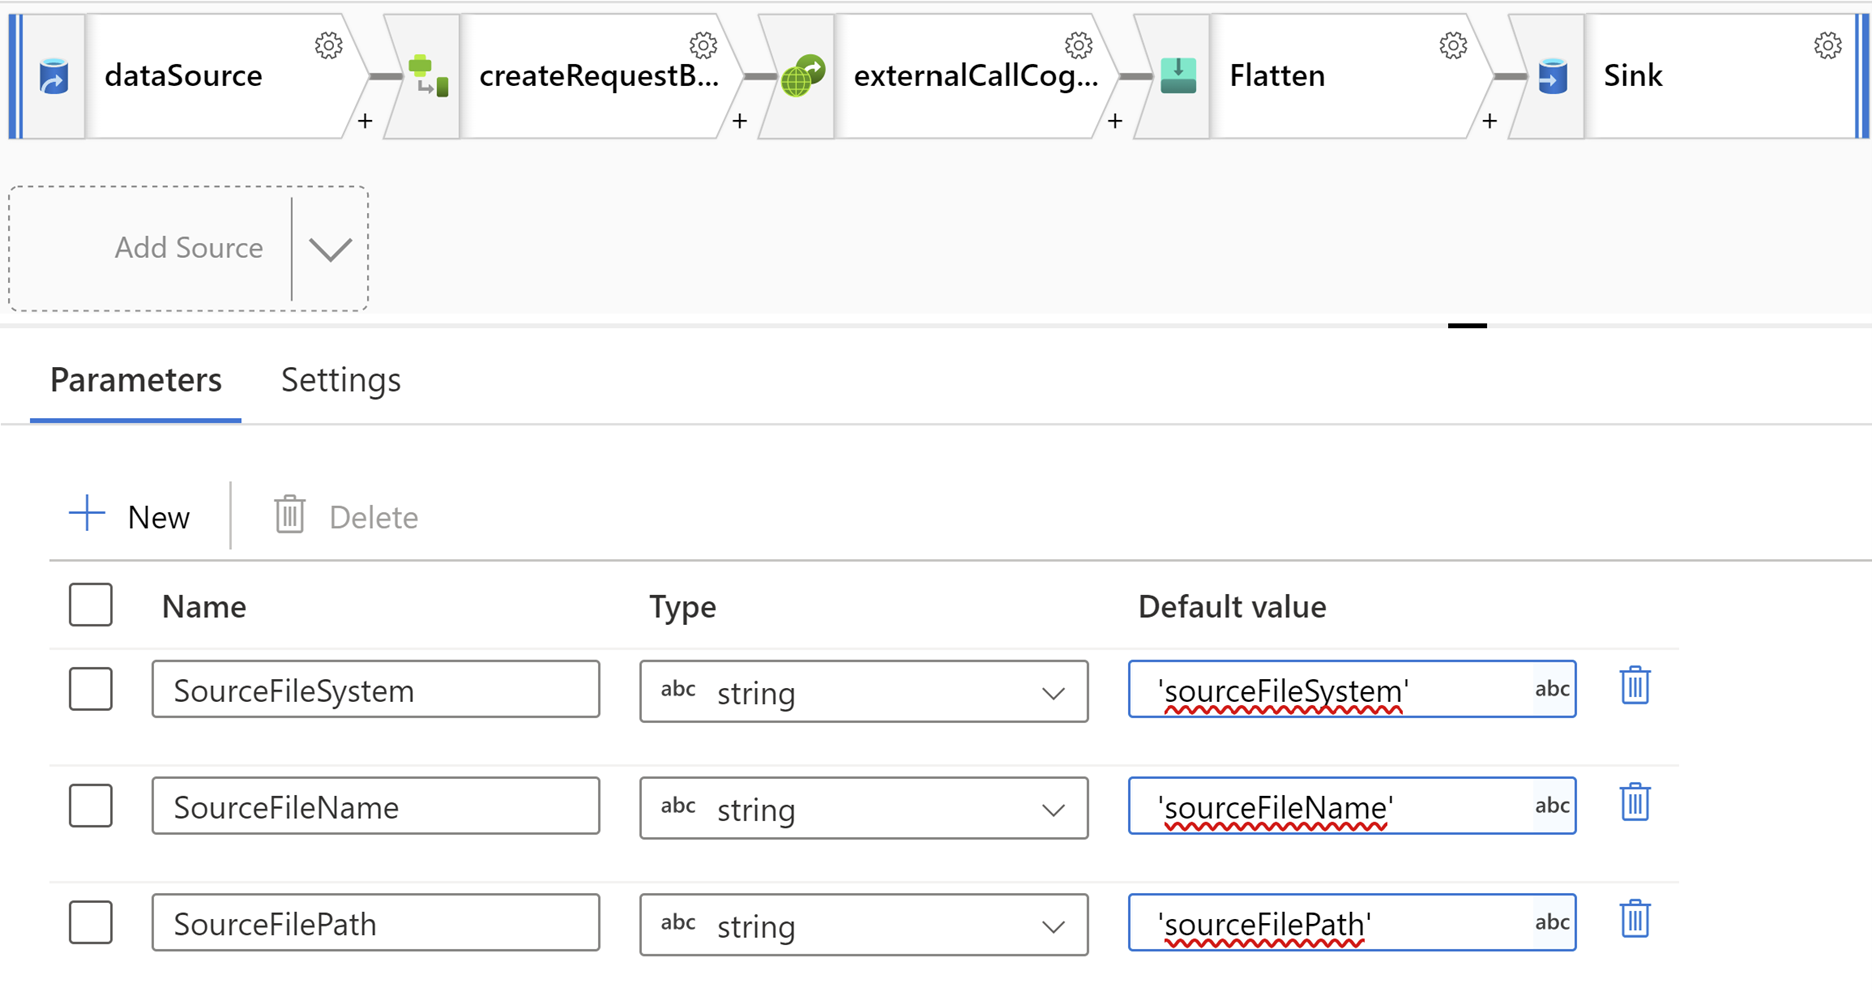 dataSource
createRequestB...
externalCallCog...
Flatten
Sink
+ + + +
Add Source
Parameters Settings
New Delete
Name Type Default value
SourceFileSystem abc string 'sourceFileSystem' abc
SourceFileName abc string 'sourceFileName' abc
SourceFilePath abc string 'sourceFilePath' abc